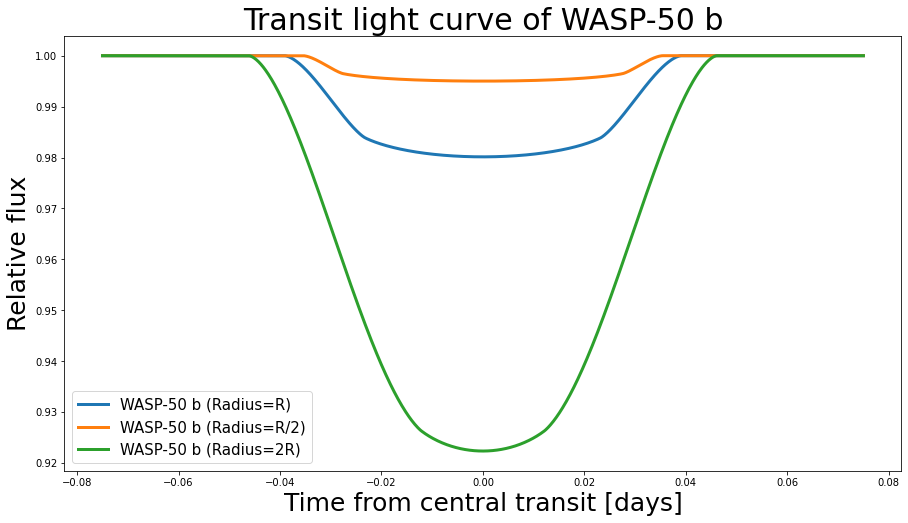 Transit light curve of WASP-50 b
Relative flux
1.00
0.99
0.98
0.97
0.96
0.95
0.94
0.93
0.92
WASP-50 b (Radius=R)
WASP-50 b (Radius=R/2)
WASP-50 b (Radius=2R)
−0.08 −0.06 −0.04 −0.02 0.00 0.02 0.04 0.06 0.08
Time from central transit [days]